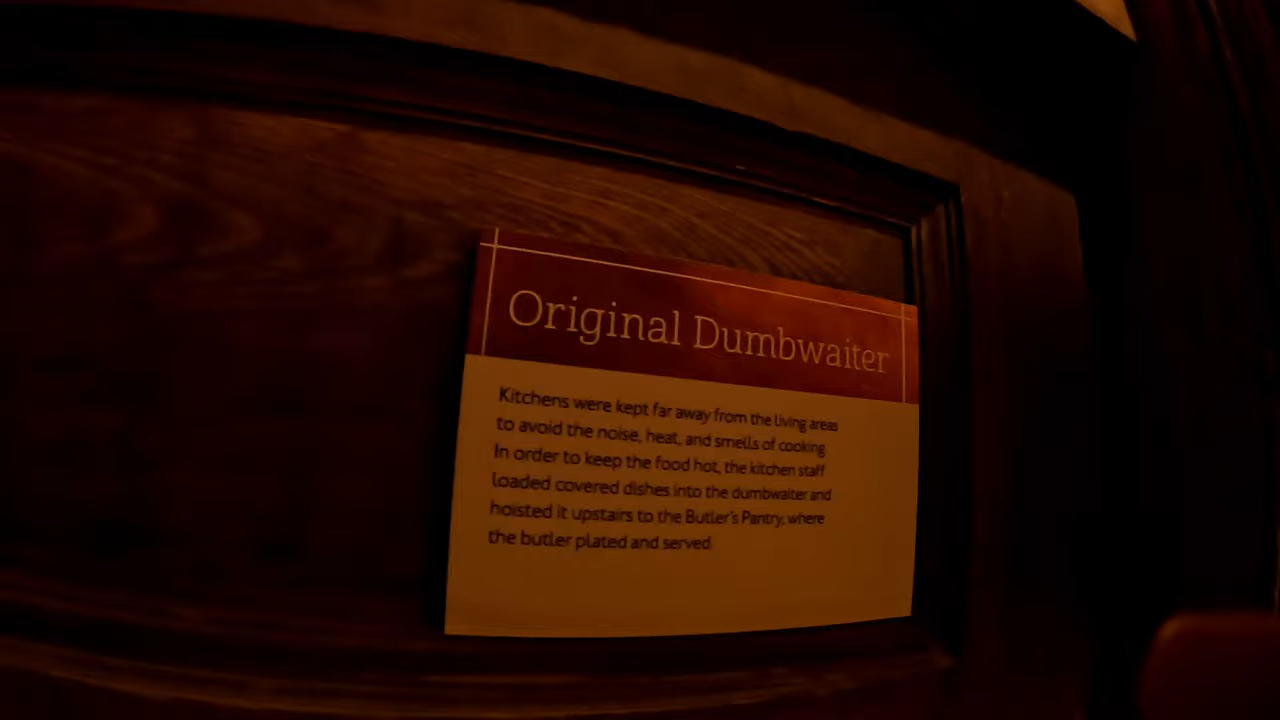 Original Dumbwaiter
Kitchens were kept far away from the living areas
to avoid the noise, heat, and smells of cooking
In order to keep the food hot, the kitchen staff
loaded covered dishes into the dumbwaiter and
hoisted it upstairs to the Butler's Pantry, where
the butler plated and served